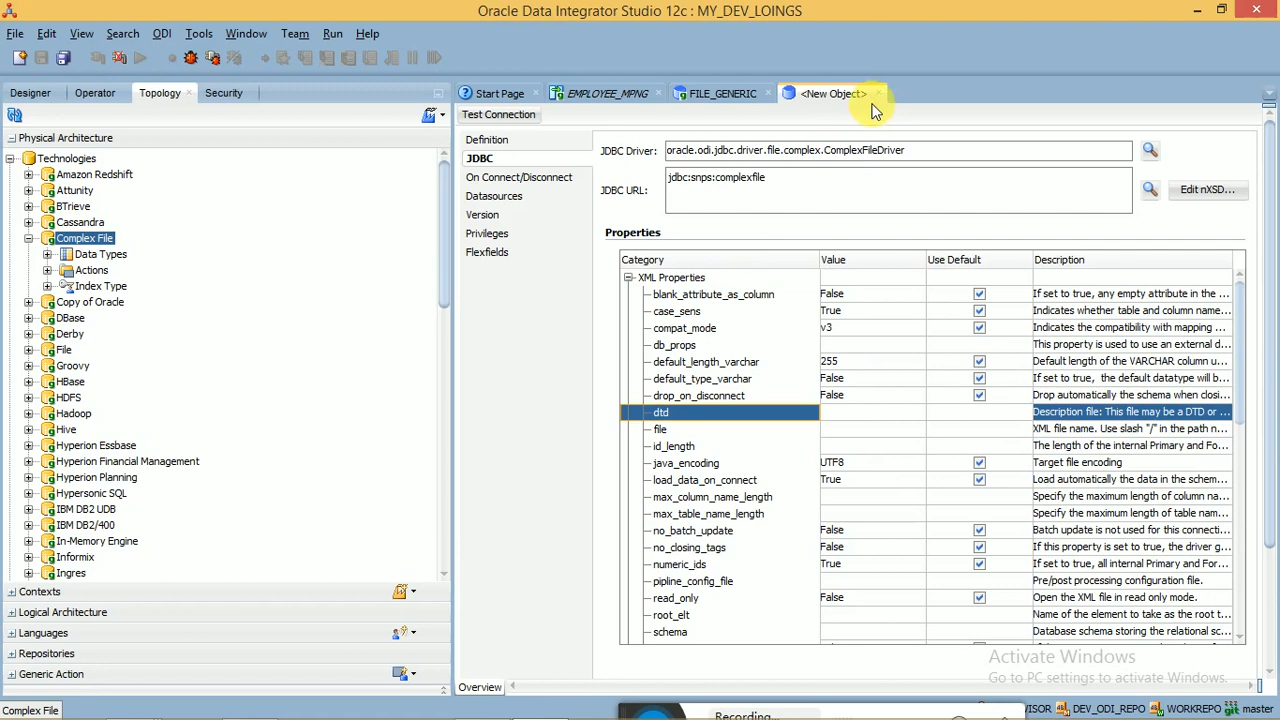 Oracle Data Integrator Studio 12c : MY_DEV_LOINGS
File Edit View Search ODI Tools Window Team Run Help
Designer Operator Topology Security
Physical Architecture
Technologies
Amazon Redshift
Attunity
BTrieve
Cassandra
Complex File
Data Types
Actions
Index Type
Copy of Oracle
DBase
Derby
File
Groovy
HBase
HDFS
Hadoop
Hive
Hyperion Essbase
Hyperion Financial Management
Hyperion Planning
Hypersonic SQL
IBM DB2 UDB
IBM DB2/400
In-Memory Engine
Informix
Ingres
Contexts
Logical Architecture
Languages
Repositories
Generic Action
Complex File
Start Page EMPLOYEE_MPNG FILE_GENERIC <New Object>
Test Connection
Definition
JDBC
On Connect/Disconnect
Datasources
Version
Privileges
Flexfields
JDBC Driver: oracle.odi.jdbc.driver.file.complex.ComplexFileDriver
JDBC URL: jdbc:snps:complexfile Edit nXSD...
Properties
Category Value Use Default Description
XML Properties
blank_attribute_as_column False If set to true, any empty attribute in the ...
case_sens True Indicates whether table and column name...
compat_mode v3 Indicates the compatibility with mapping ...
db_props This property is used to use an external d...
default_length_varchar 255 Default length of the VARCHAR column u...
default_type_varchar False If set to true, the default datatype will b...
drop_on_disconnect False Drop automatically the schema when closi...
dtd Description file: This file may be a DTD or ...
file XML file name. Use slash "/" in the path n...
id_length The length of the internal Primary and Fo...
java_encoding UTF8 Target file encoding
load_data_on_connect True Load automatically the data in the schem...
max_column_name_length Specify the maximum length of column na...
max_table_name_length Specify the maximum length of table nam...
no_batch_update False Batch update is not used for this connecti...
no_closing_tags False If this property is set to true, the driver g...
numeric_ids True If set to true, all internal Primary and For...
pipline_config_file Pre/post processing configuration file.
read_only False Open the XML file in read only mode.
root_elt Name of the element to take as the root t...
schema Database schema storing the relational sc...
Activate Windows
Go to PC settings to activate Windows.
Overview
Recording...
VISOR DEV_ODI_REPO WORKREPO master